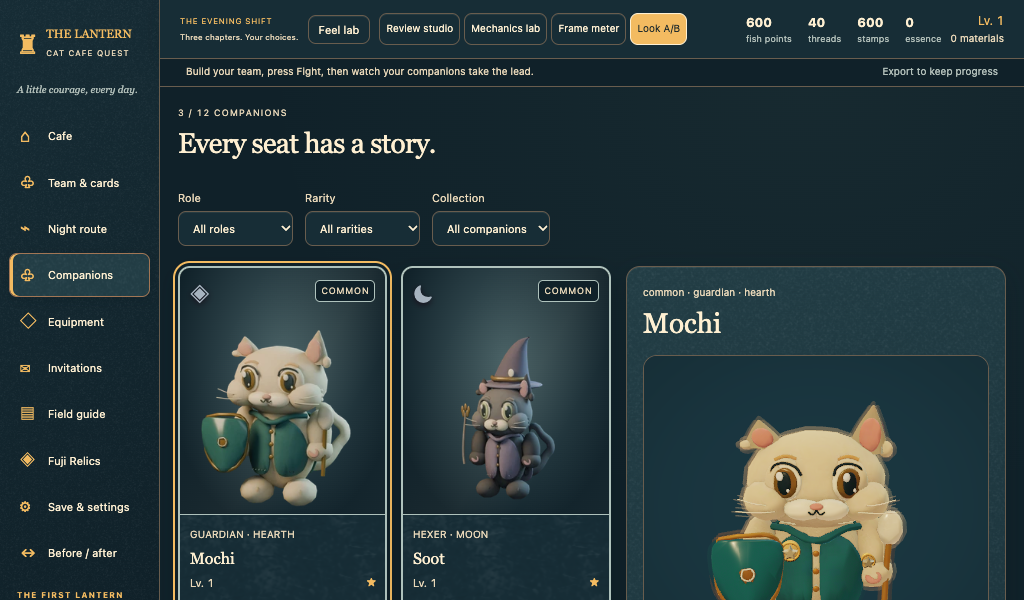 THE LANTERN
CAT CAFE QUEST
A little courage, every day.
Cafe
Team & cards
Night route
Companions
Equipment
Invitations
Field guide
Fuji Relics
Save & settings
Before / after
THE FIRST LANTERN
THE EVENING SHIFT
Three chapters. Your choices.
Feel lab
Review studio
Mechanics lab
Frame meter
Look A/B
600
fish points
40
threads
600
stamps
0
essence
Lv. 1
0 materials
Build your team, press Fight, then watch your companions take the lead.
Export to keep progress
3 / 12 COMPANIONS
Every seat has a story.
Role
Rarity
Collection
All roles
All rarities
All companions
COMMON
GUARDIAN · HEARTH
Mochi
Lv. 1
COMMON
HEXER · MOON
Soot
Lv. 1
common · guardian · hearth
Mochi